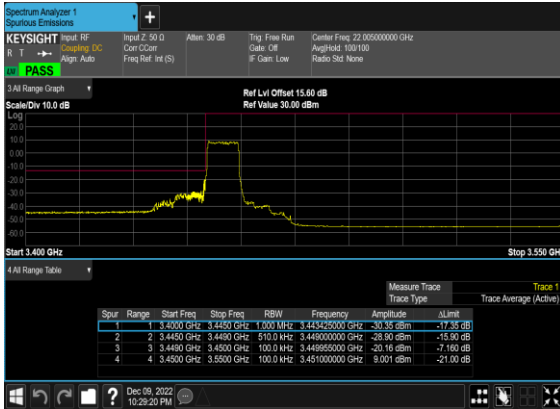 Spectrum Analyzer 1
Spurious Emissions
+
KEYSIGHT Input: RF Input Z: 50 Ω Atten: 30 dB Trig: Free Run Center Freq: 22.005000000 GHz
R T Coupling: DC Corr CCorr Gate: Off Avg|Hold: 100/100
Align: Auto Freq Ref: Int (S) IF Gain: Low Radio Std: None
PASS
3 All Range Graph
Ref Lvl Offset 15.60 dB
Scale/Div 10.0 dB Ref Value 30.00 dBm
Log
20.0
10.0
0.00
-10.0
-20.0
-30.0
-40.0
-50.0
-60.0
Start 3.400 GHz Stop 3.550 GH
4 All Range Table
Measure Trace Trace 1
Trace Type Trace Average (Active)
Spur Range Start Freq Stop Freq RBW Frequency Amplitude ΔLimit
1 1 3.4000 GHz 3.4450 GHz 1.000 MHz 3.443425000 GHz -30.35 dBm -17.35 dB
2 2 3.4450 GHz 3.4490 GHz 510.0 kHz 3.449000000 GHz -28.90 dBm -15.90 dB
3 3 3.4490 GHz 3.4500 GHz 100.0 kHz 3.449955000 GHz -20.16 dBm -7.160 dB
4 4 3.4500 GHz 3.5500 GHz 100.0 kHz 3.451000000 GHz 9.001 dBm -21.00 dB
? Dec 09, 2022
10:29:20 PM